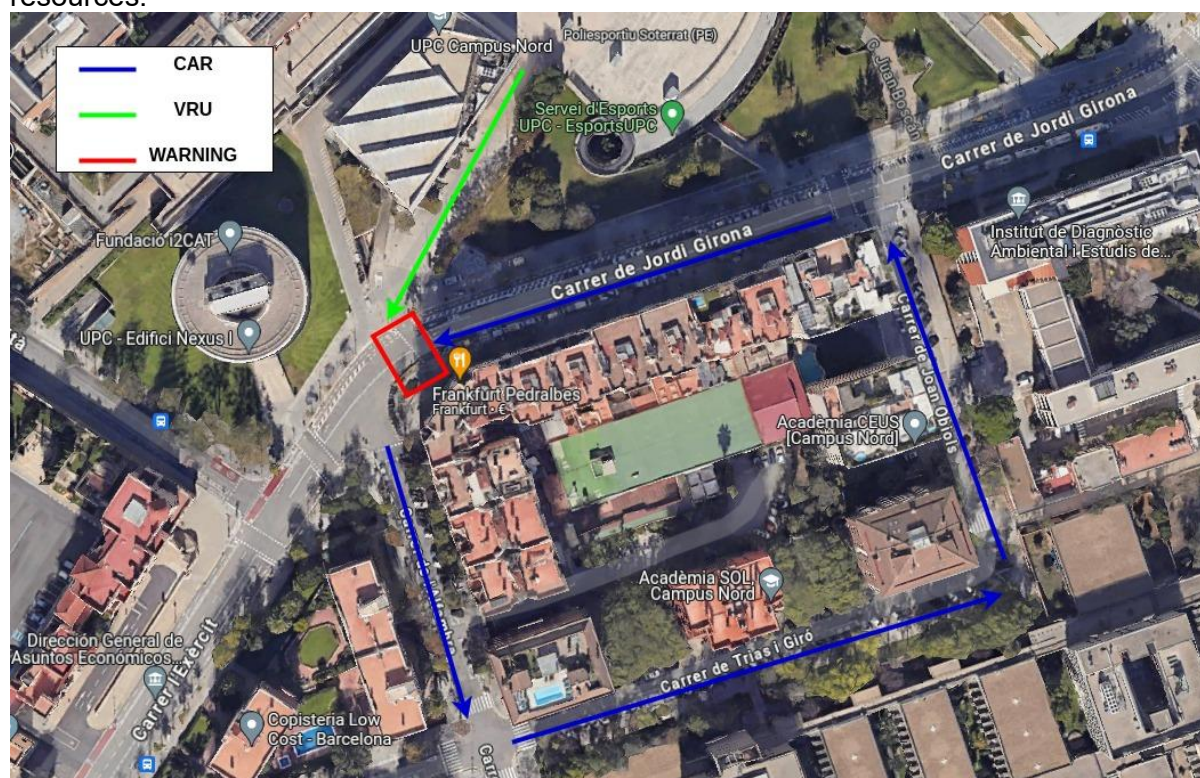 resources.
CAR
VRU
WARNING
UPC Campus Nord
Poliesportiu Soterrat (PE)
Servei d'Esports
UPC - EsportsUPC
C. Juan Boscán
Carrer de Jordi Girona
Institut de Diagnòstic
Ambiental i Estudis de...
Fundació i2CAT
Carrer de Jordi Girona
UPC - Edifici Nexus I
Carrer de Joan Obiols
Frankfurt Pedralbes
Frankfurt · €
Acadèmia CEUS
[Campus Nord]
Acadèmia SOL,
Campus Nord
Carrer de Trias i Giró
Dirección General de
Asuntos Económicos...
Carrer l'Exèrcit
Copisteria Low
Cost - Barcelona